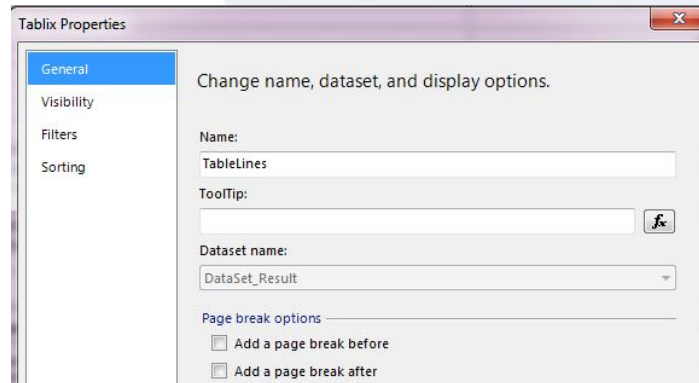 Tablix Properties
x
General
Visibility
Filters
Sorting
Change name, dataset, and display options.
Name:
TableLines
ToolTip:
fx
Dataset name:
DataSet_Result
Page break options
Add a page break before
Add a page break after